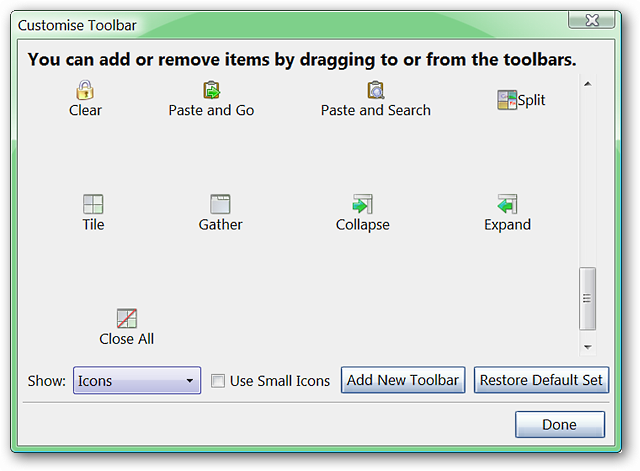 Customise Toolbar
You can add or remove items by dragging to or from the toolbars.
Clear Paste and Go Paste and Search Split
Tile Gather Collapse Expand
Close All
Show: Icons Use Small Icons Add New Toolbar Restore Default Set
Done